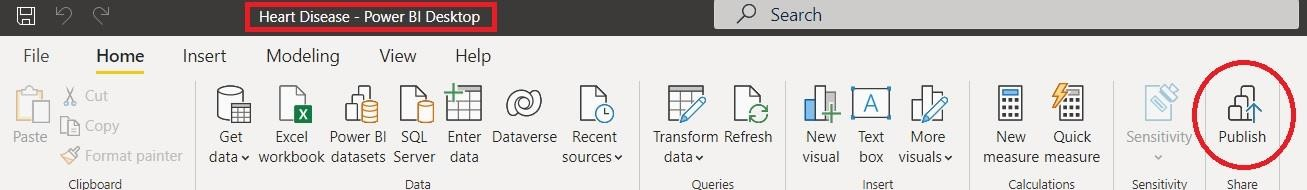 Heart Disease - Power BI Desktop
Search
File Home Insert Modeling View Help
Paste
Cut
Copy
Format painter
Clipboard
Get data
Excel workbook
Power BI datasets
SQL Server
Enter data
Dataverse
Recent sources
Data
Transform data
Refresh
Queries
New visual
Text box
A
More visuals
Insert
New measure
Quick measure
Calculations
Sensitivity
Sensitivity
Publish
Share